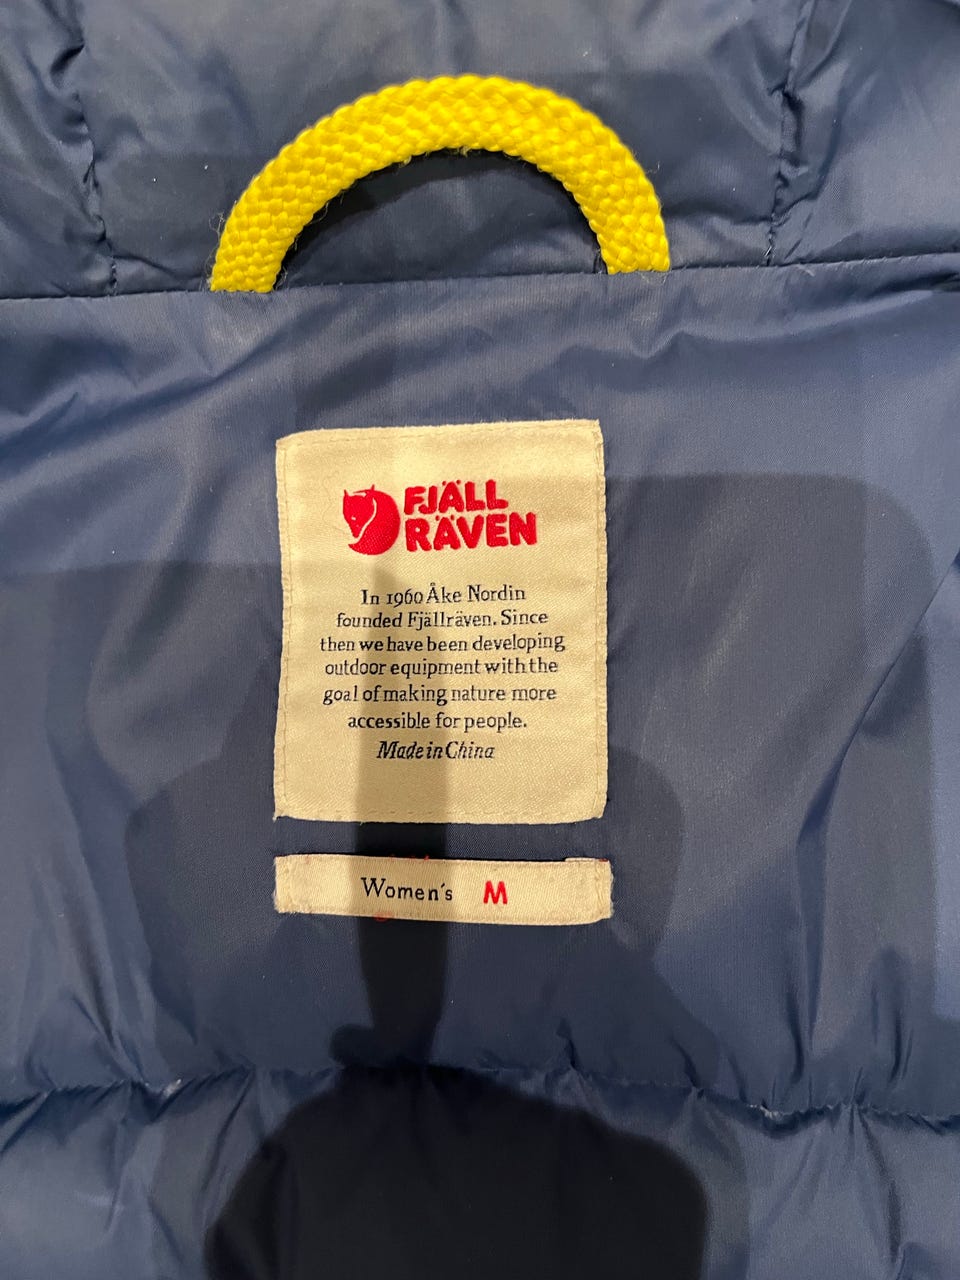 FJÄLL
RÄVEN
In 1960 Åke Nordin
founded Fjällräven. Since
then we have been developing
outdoor equipment with the
goal of making nature more
accessible for people.
Made in China
Women's M